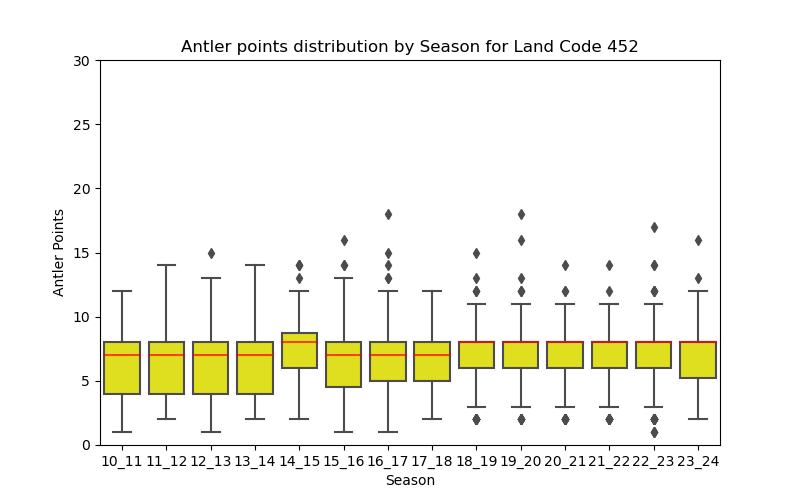 Antler points distribution by Season for Land Code 452
30
25
20
15
10
5
0
Antler Points
10_11 11_12 12_13 13_14 14_15 15_16 16_17 17_18 18_19 19_20 20_21 21_22 22_23 23_24
Season